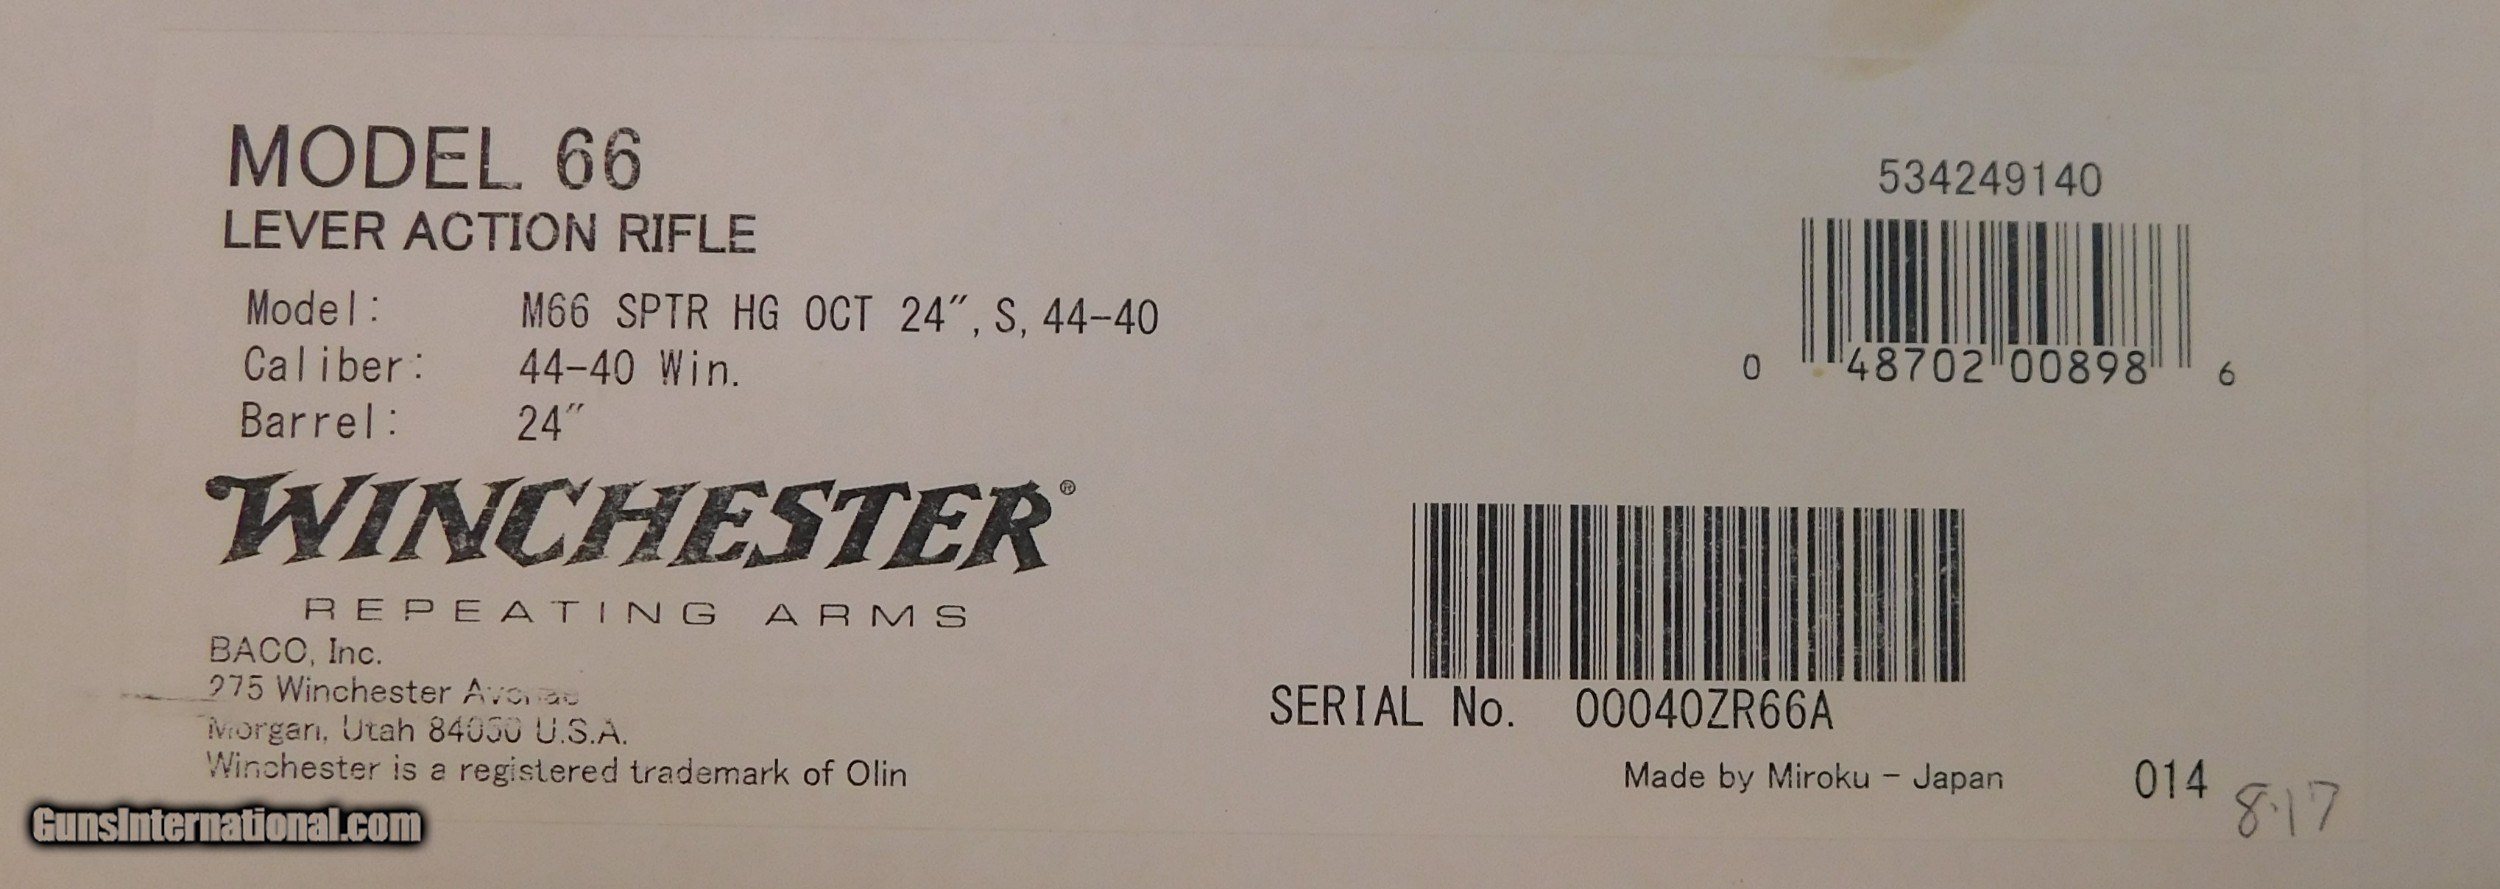 MODEL 66
LEVER ACTION RIFLE
Model: M66 SPTR HG OCT 24″, S, 44-40
Caliber: 44-40 Win.
Barrel: 24″
534249140
0 48702 00898 6
WINCHESTER®
REPEATING ARMS
BACO, Inc.
275 Winchester Avenue
Morgan, Utah 84050 U.S.A.
Winchester is a registered trademark of Olin
SERIAL No. 00040ZR66A
Made by Miroku - Japan
014
8·17
GunsInternational.com